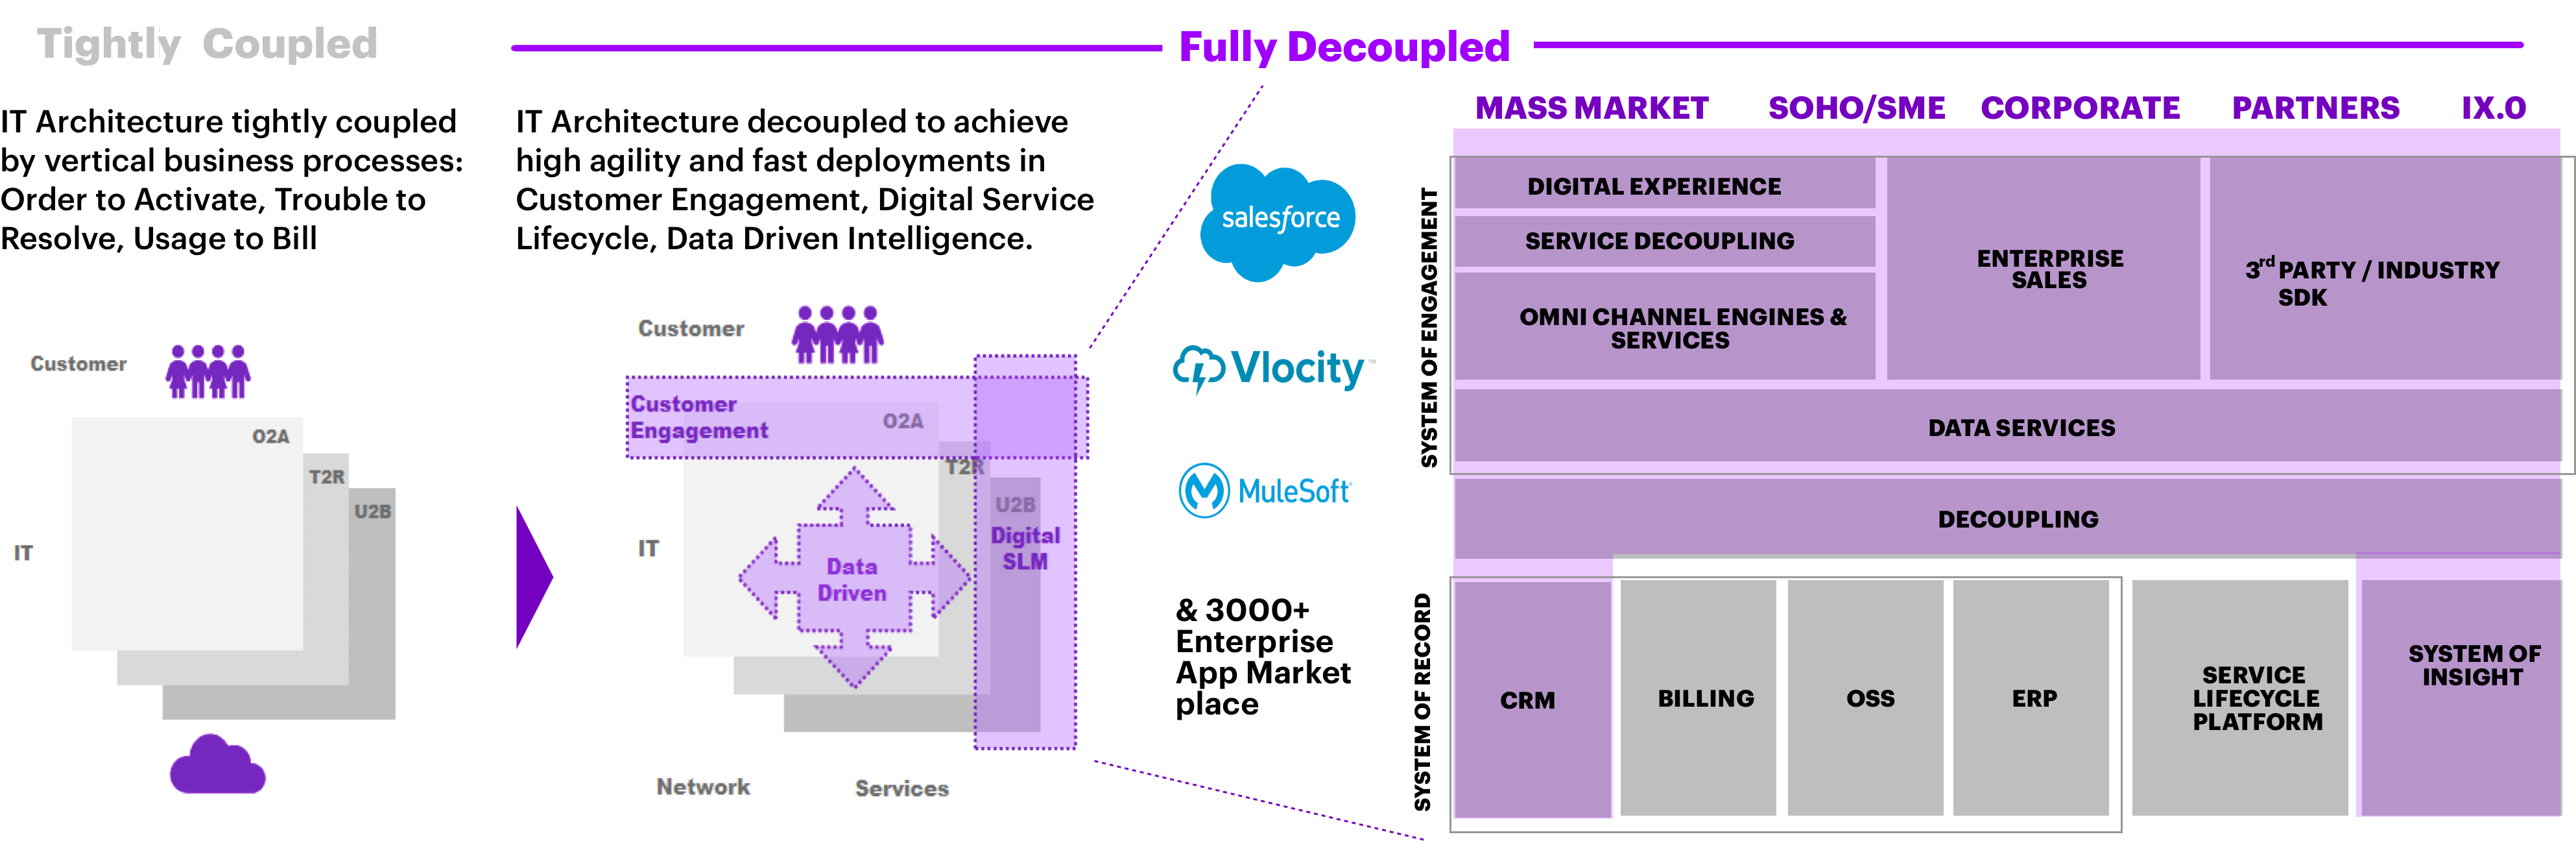 Tightly Coupled
Fully Decoupled
IT Architecture tightly coupled
by vertical business processes:
Order to Activate, Trouble to
Resolve, Usage to Bill
Customer
O2A
T2R
U2B
IT
IT Architecture decoupled to achieve
high agility and fast deployments in
Customer Engagement, Digital Service
Lifecycle, Data Driven Intelligence.
Customer
Customer
Engagement
O2A
T2R
U2B
Digital
SLM
IT
Data
Driven
Network
Services
salesforce
Vlocity™
MuleSoft
& 3000+
Enterprise
App Market
place
MASS MARKET
SOHO/SME
CORPORATE
PARTNERS
IX.0
SYSTEM OF ENGAGEMENT
DIGITAL EXPERIENCE
SERVICE DECOUPLING
OMNI CHANNEL ENGINES &
SERVICES
ENTERPRISE
SALES
3rd PARTY / INDUSTRY
SDK
DATA SERVICES
DECOUPLING
SYSTEM OF RECORD
CRM
BILLING
OSS
ERP
SERVICE
LIFECYCLE
PLATFORM
SYSTEM OF
INSIGHT